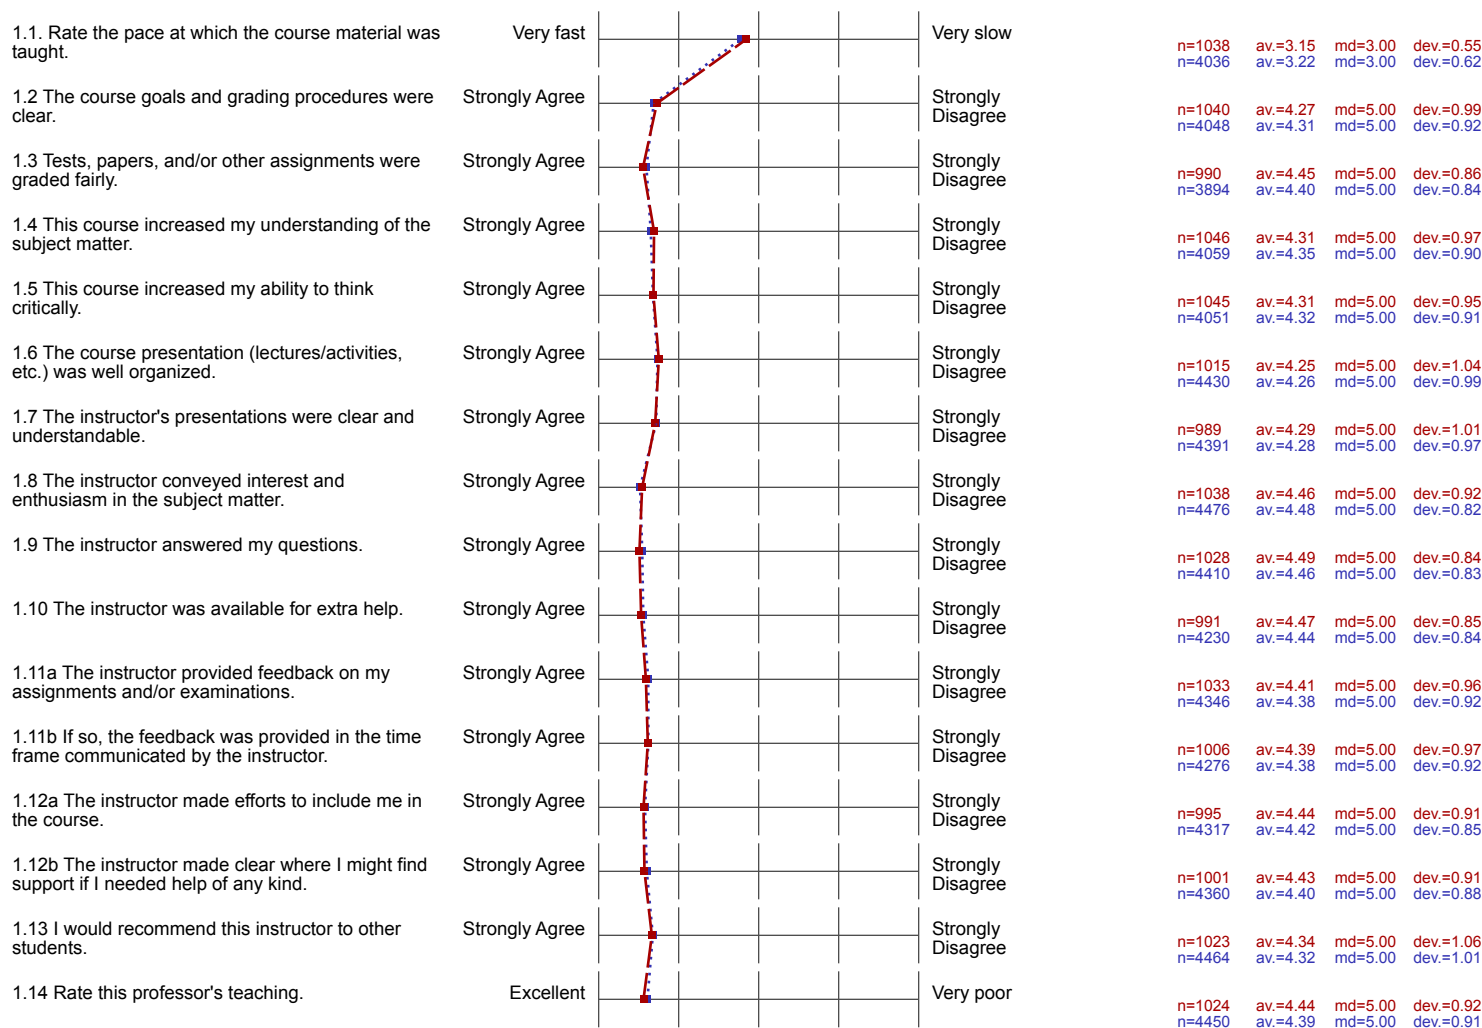 1.1. Rate the pace at which the course material was
taught.
Very fast
Very slow
n=1038 av.=3.15 md=3.00 dev.=0.55
n=4036 av.=3.22 md=3.00 dev.=0.62
1.2 The course goals and grading procedures were
clear.
Strongly Agree
Strongly
Disagree
n=1040 av.=4.27 md=5.00 dev.=0.99
n=4048 av.=4.31 md=5.00 dev.=0.92
1.3 Tests, papers, and/or other assignments were
graded fairly.
Strongly Agree
Strongly
Disagree
n=990 av.=4.45 md=5.00 dev.=0.86
n=3894 av.=4.40 md=5.00 dev.=0.84
1.4 This course increased my understanding of the
subject matter.
Strongly Agree
Strongly
Disagree
n=1046 av.=4.31 md=5.00 dev.=0.97
n=4059 av.=4.35 md=5.00 dev.=0.90
1.5 This course increased my ability to think
critically.
Strongly Agree
Strongly
Disagree
n=1045 av.=4.31 md=5.00 dev.=0.95
n=4051 av.=4.32 md=5.00 dev.=0.91
1.6 The course presentation (lectures/activities,
etc.) was well organized.
Strongly Agree
Strongly
Disagree
n=1015 av.=4.25 md=5.00 dev.=1.04
n=4430 av.=4.26 md=5.00 dev.=0.99
1.7 The instructor's presentations were clear and
understandable.
Strongly Agree
Strongly
Disagree
n=989 av.=4.29 md=5.00 dev.=1.01
n=4391 av.=4.28 md=5.00 dev.=0.97
1.8 The instructor conveyed interest and
enthusiasm in the subject matter.
Strongly Agree
Strongly
Disagree
n=1038 av.=4.46 md=5.00 dev.=0.92
n=4476 av.=4.48 md=5.00 dev.=0.82
1.9 The instructor answered my questions.
Strongly Agree
Strongly
Disagree
n=1028 av.=4.49 md=5.00 dev.=0.84
n=4410 av.=4.46 md=5.00 dev.=0.83
1.10 The instructor was available for extra help.
Strongly Agree
Strongly
Disagree
n=991 av.=4.47 md=5.00 dev.=0.85
n=4230 av.=4.44 md=5.00 dev.=0.84
1.11a The instructor provided feedback on my
assignments and/or examinations.
Strongly Agree
Strongly
Disagree
n=1033 av.=4.41 md=5.00 dev.=0.96
n=4346 av.=4.38 md=5.00 dev.=0.92
1.11b If so, the feedback was provided in the time
frame communicated by the instructor.
Strongly Agree
Strongly
Disagree
n=1006 av.=4.39 md=5.00 dev.=0.97
n=4276 av.=4.38 md=5.00 dev.=0.92
1.12a The instructor made efforts to include me in
the course.
Strongly Agree
Strongly
Disagree
n=995 av.=4.44 md=5.00 dev.=0.91
n=4317 av.=4.42 md=5.00 dev.=0.85
1.12b The instructor made clear where I might find
support if I needed help of any kind.
Strongly Agree
Strongly
Disagree
n=1001 av.=4.43 md=5.00 dev.=0.91
n=4360 av.=4.40 md=5.00 dev.=0.88
1.13 I would recommend this instructor to other
students.
Strongly Agree
Strongly
Disagree
n=1023 av.=4.34 md=5.00 dev.=1.06
n=4464 av.=4.32 md=5.00 dev.=1.01
1.14 Rate this professor's teaching.
Excellent
Very poor
n=1024 av.=4.44 md=5.00 dev.=0.92
n=4450 av.=4.39 md=5.00 dev.=0.91